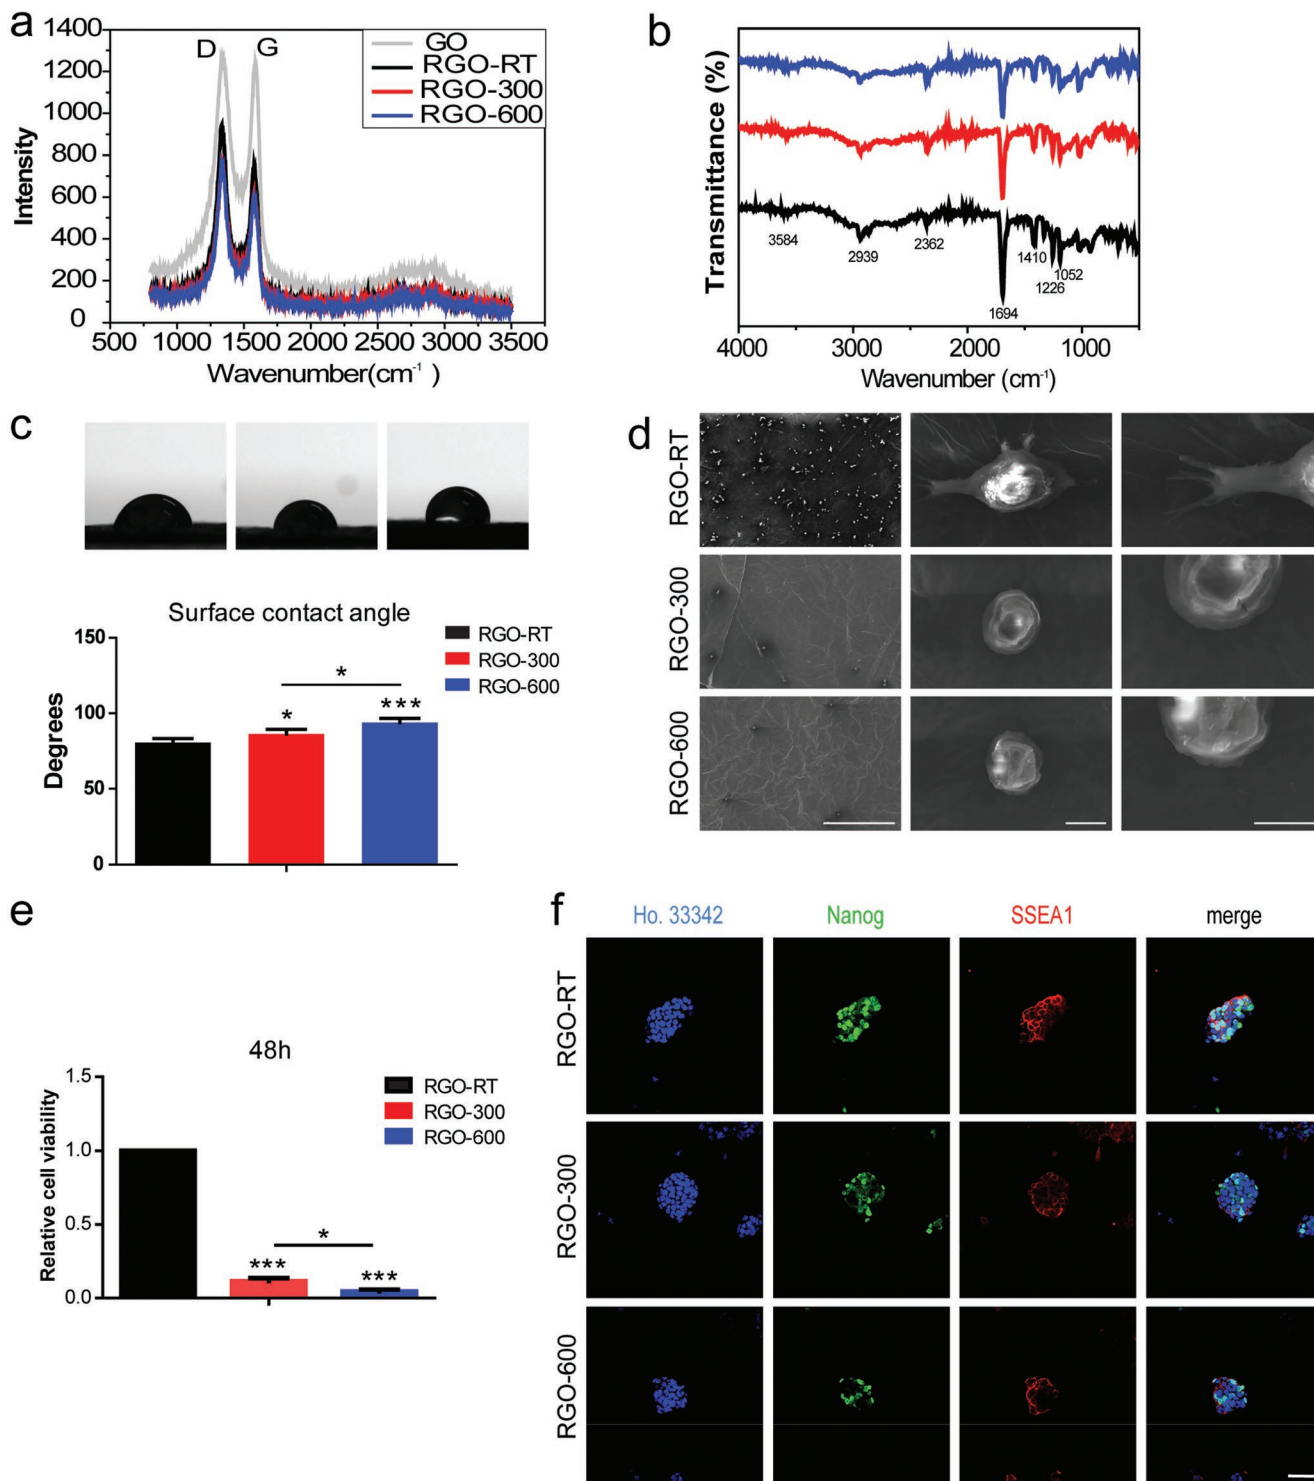 a
1400
1200
1000
800
600
400
200
0
Intensity
D
G
GO
RGO-RT
RGO-300
RGO-600
500
1000
1500
2000
2500
3000
3500
Wavenumber(cm⁻¹ )
b
Transmittance (%)
3584
2939
2362
1694
1410
1226
1052
4000
3000
2000
1000
Wavenumber (cm⁻¹)
c
Surface contact angle
150
100
50
0
Degrees
*
*
***
RGO-RT
RGO-300
RGO-600
d
RGO-RT
RGO-300
RGO-600
e
48h
1.5
1.0
0.5
0.0
Relative cell viability
***
*
***
RGO-RT
RGO-300
RGO-600
f
Ho. 33342
Nanog
SSEA1
merge
RGO-RT
RGO-300
RGO-600